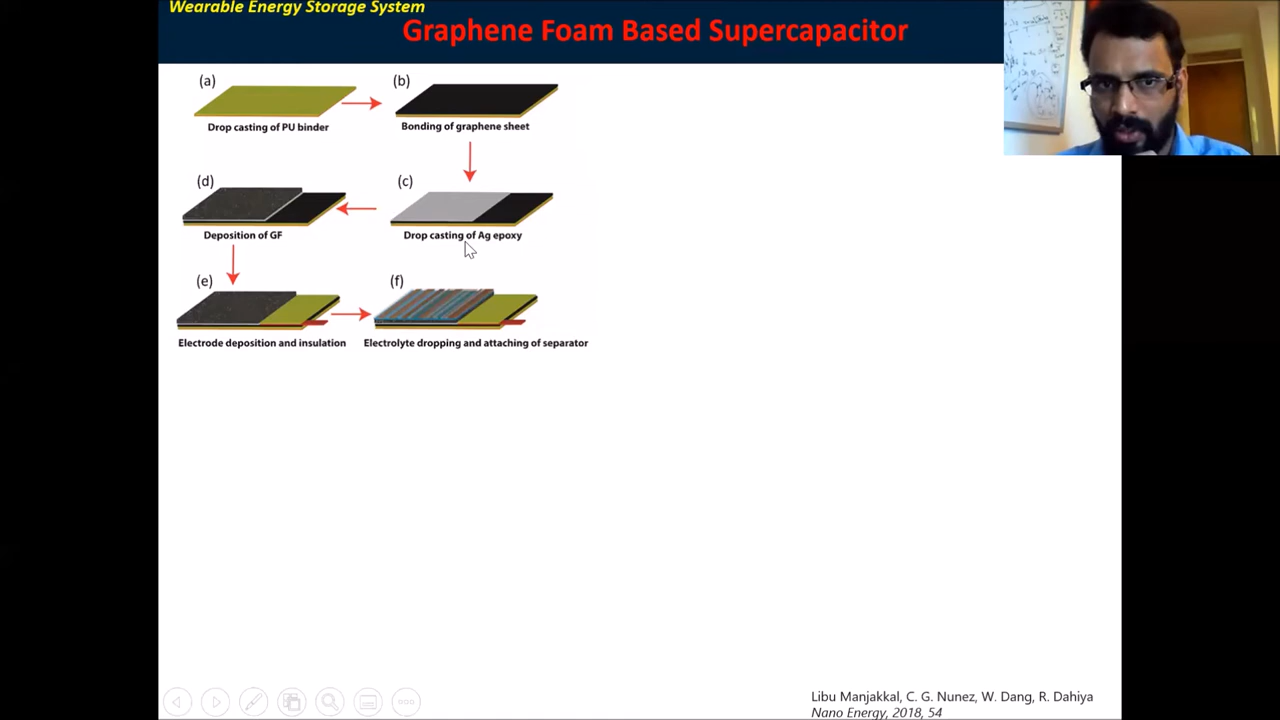 Wearable Energy Storage System
Graphene Foam Based Supercapacitor
(a)
Drop casting of PU binder
(b)
Bonding of graphene sheet
(d)
Deposition of GF
(c)
Drop casting of Ag epoxy
(e)
Electrode deposition and insulation
(f)
Electrolyte dropping and attaching of separator
Libu Manjakkal, C. G. Nunez, W. Dang, R. Dahiya
Nano Energy, 2018, 54